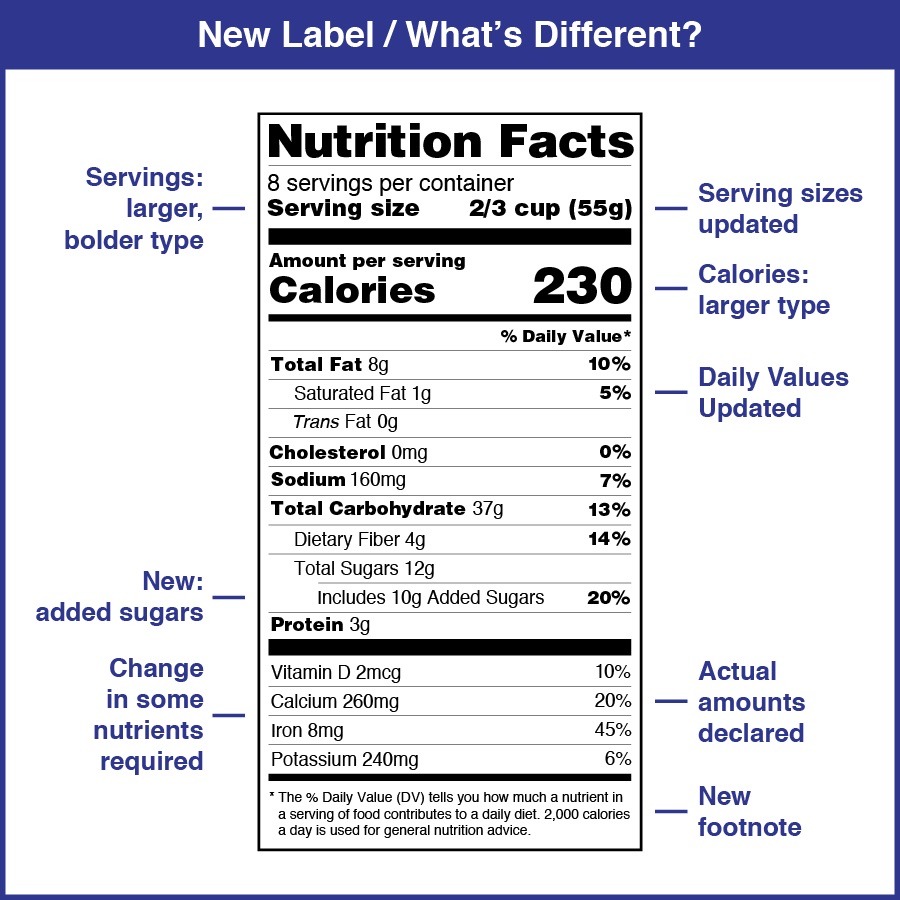 New Label / What’s Different?
Servings:
larger,
bolder type
New:
added sugars
Change
in some
nutrients
required
Nutrition Facts
8 servings per container
Serving size 2/3 cup (55g)
Amount per serving
Calories 230
% Daily Value*
Total Fat 8g 10%
Saturated Fat 1g 5%
Trans Fat 0g
Cholesterol 0mg 0%
Sodium 160mg 7%
Total Carbohydrate 37g 13%
Dietary Fiber 4g 14%
Total Sugars 12g
Includes 10g Added Sugars 20%
Protein 3g
Vitamin D 2mcg 10%
Calcium 260mg 20%
Iron 8mg 45%
Potassium 240mg 6%
* The % Daily Value (DV) tells you how much a nutrient in
a serving of food contributes to a daily diet. 2,000 calories
a day is used for general nutrition advice.
Serving sizes
updated
Calories:
larger type
Daily Values
Updated
Actual
amounts
declared
New
footnote